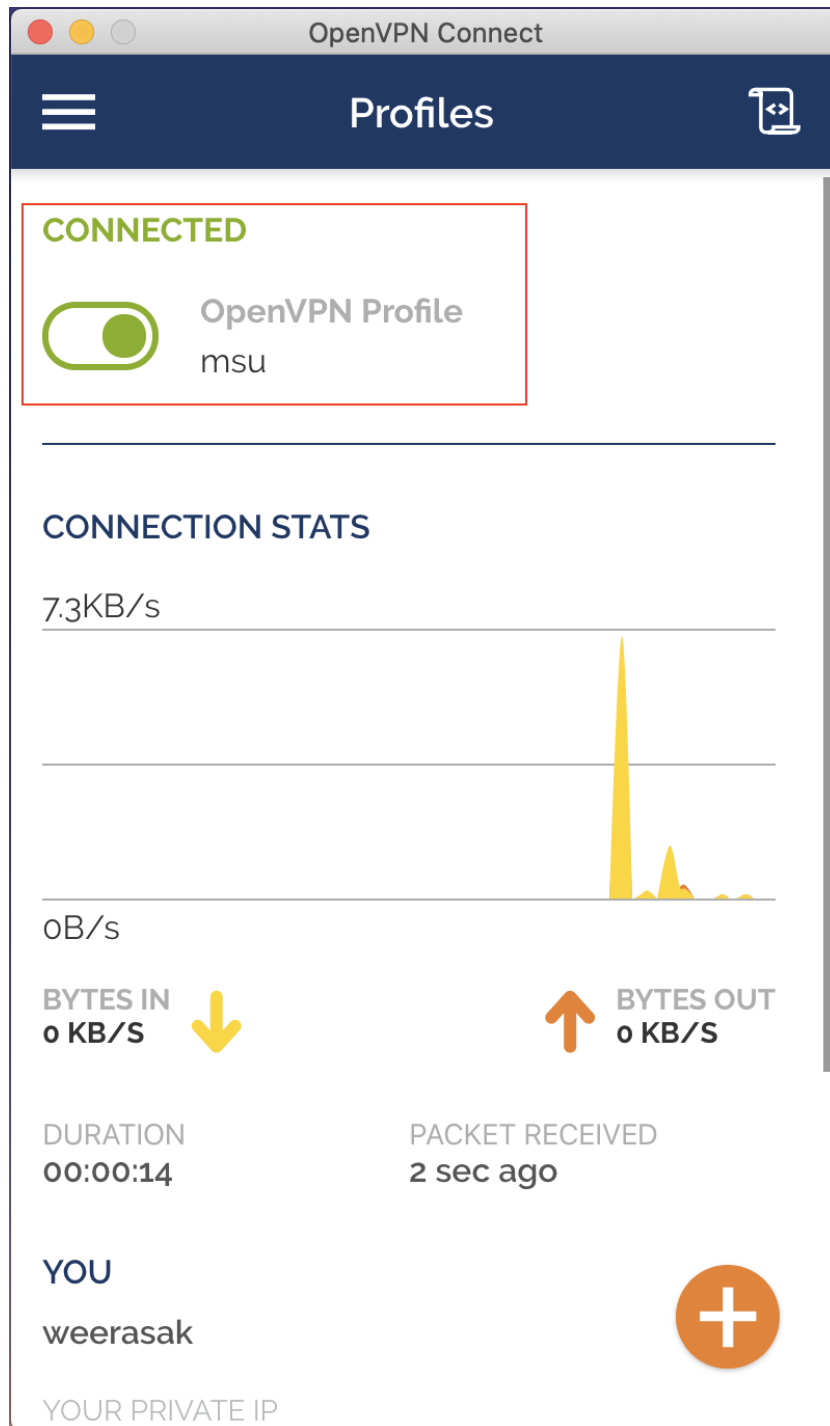 OpenVPN Connect
Profiles
CONNECTED
OpenVPN Profile
msu
CONNECTION STATS
7.3KB/s
0B/s
BYTES IN
0 KB/S
BYTES OUT
0 KB/S
DURATION
00:00:14
PACKET RECEIVED
2 sec ago
YOU
weerasak
YOUR PRIVATE IP